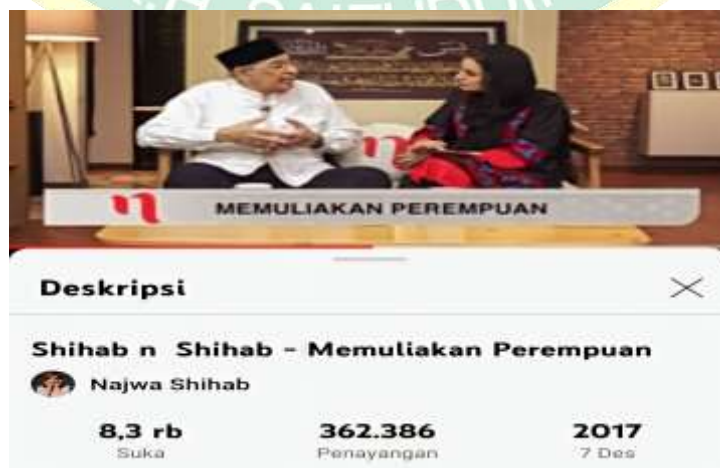 MEMULIAKAN PEREMPUAN
Deskripsi
Shihab n Shihab - Memuliakan Perempuan
Najwa Shihab
8,3 rb 362.386 2017
Suka Penayangan 7 Des